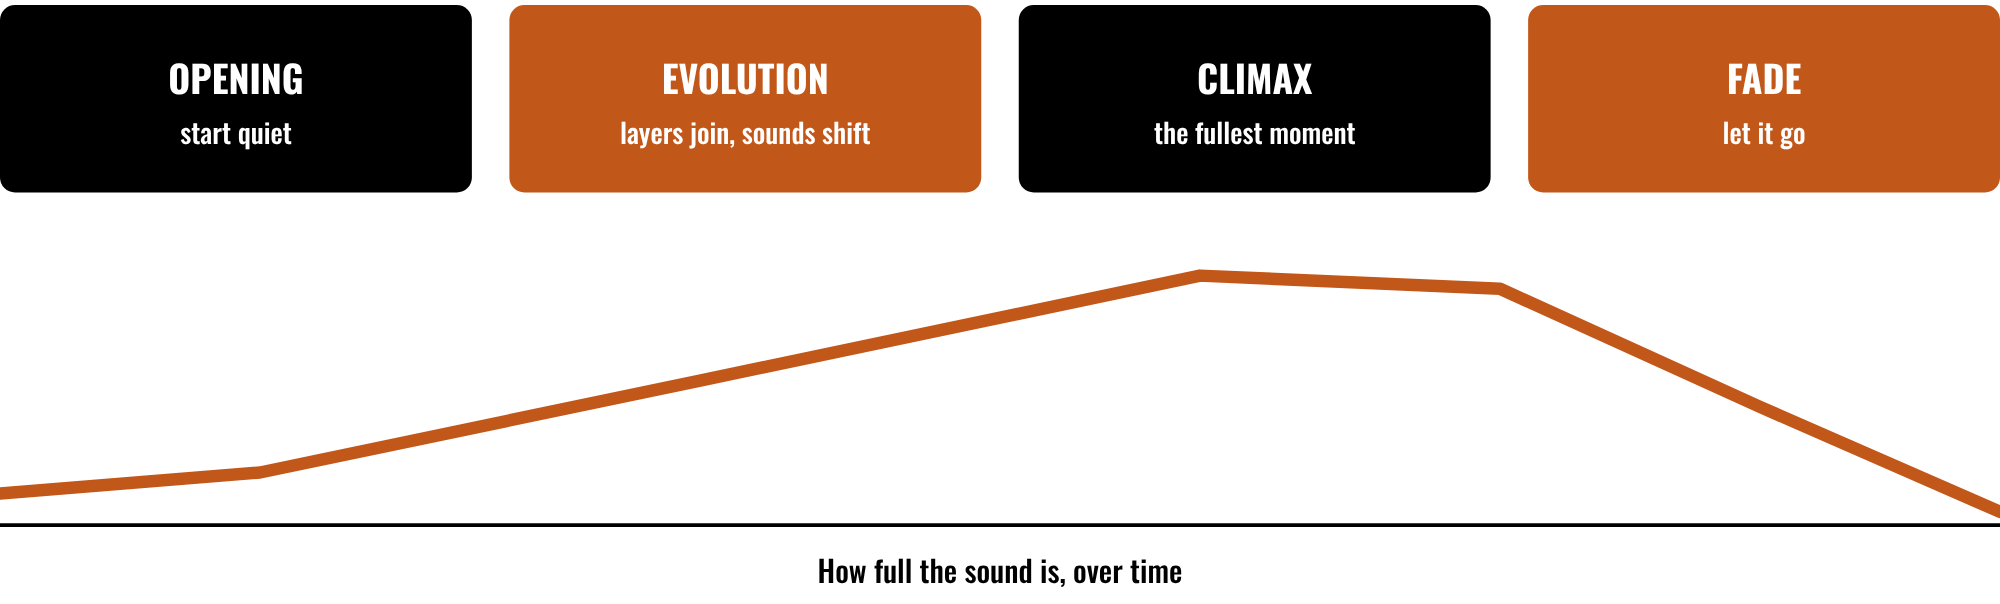 OPENING
start quiet
EVOLUTION
layers join, sounds shift
CLIMAX
the fullest moment
FADE
let it go
How full the sound is, over time